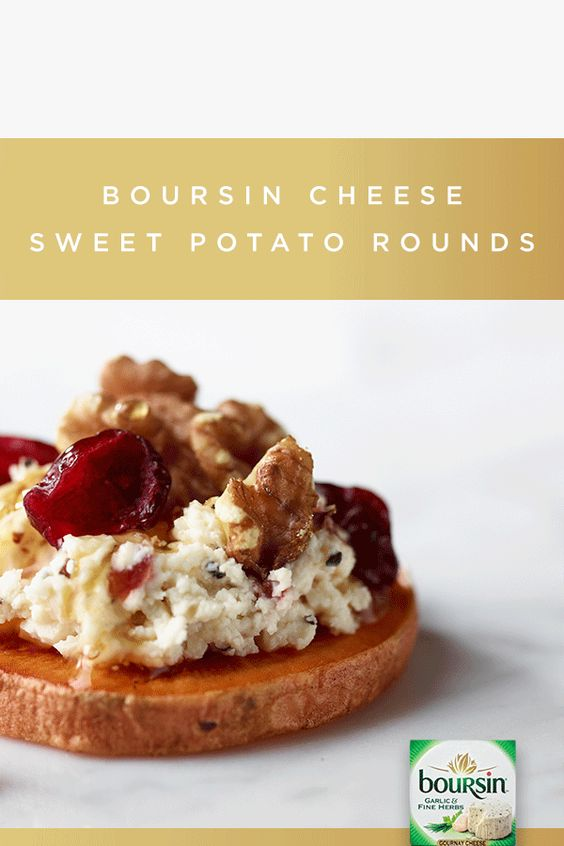 BOURSIN CHEESE
SWEET POTATO ROUNDS
boursin
GARLIC &
FINE HERBS
GOURNAY CHEESE